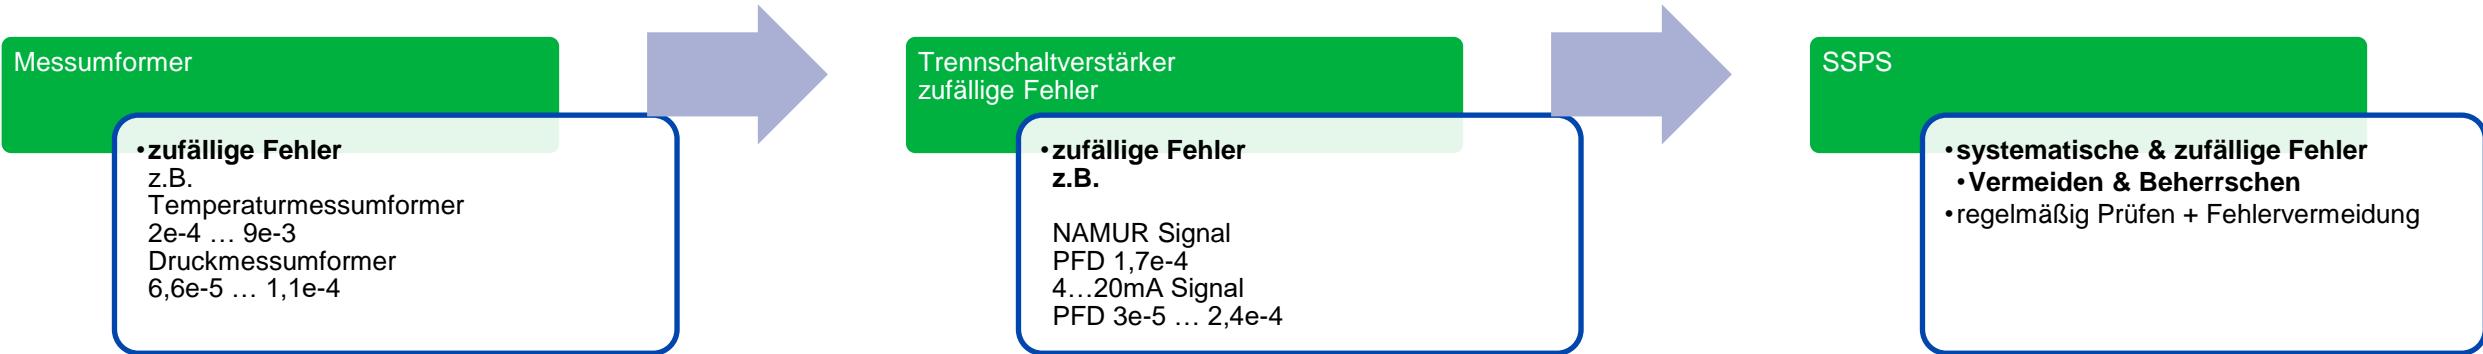 Messumformer
•zufällige Fehler
z.B.
Temperaturmessumformer
2e-4 … 9e-3
Druckmessumformer
6,6e-5 … 1,1e-4
Trennschaltverstärker
zufällige Fehler
•zufällige Fehler
z.B.
NAMUR Signal
PFD 1,7e-4
4…20mA Signal
PFD 3e-5 … 2,4e-4
SSPS
•systematische & zufällige Fehler
•Vermeiden & Beherrschen
•regelmäßig Prüfen + Fehlervermeidung